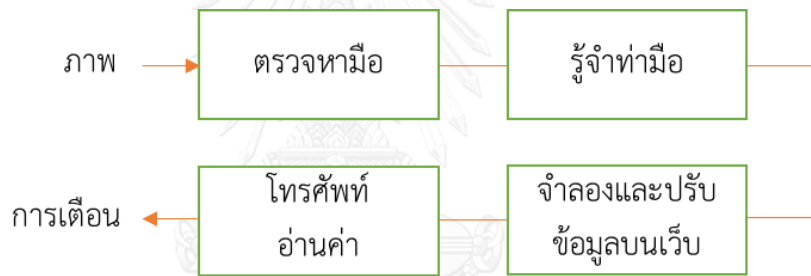 ภาพ
ตรวจหามือ
รู้จำท่ามือ
การเตือน
โทรศัพท์
อ่านค่า
จำลองและปรับ
ข้อมูลบนเว็บ